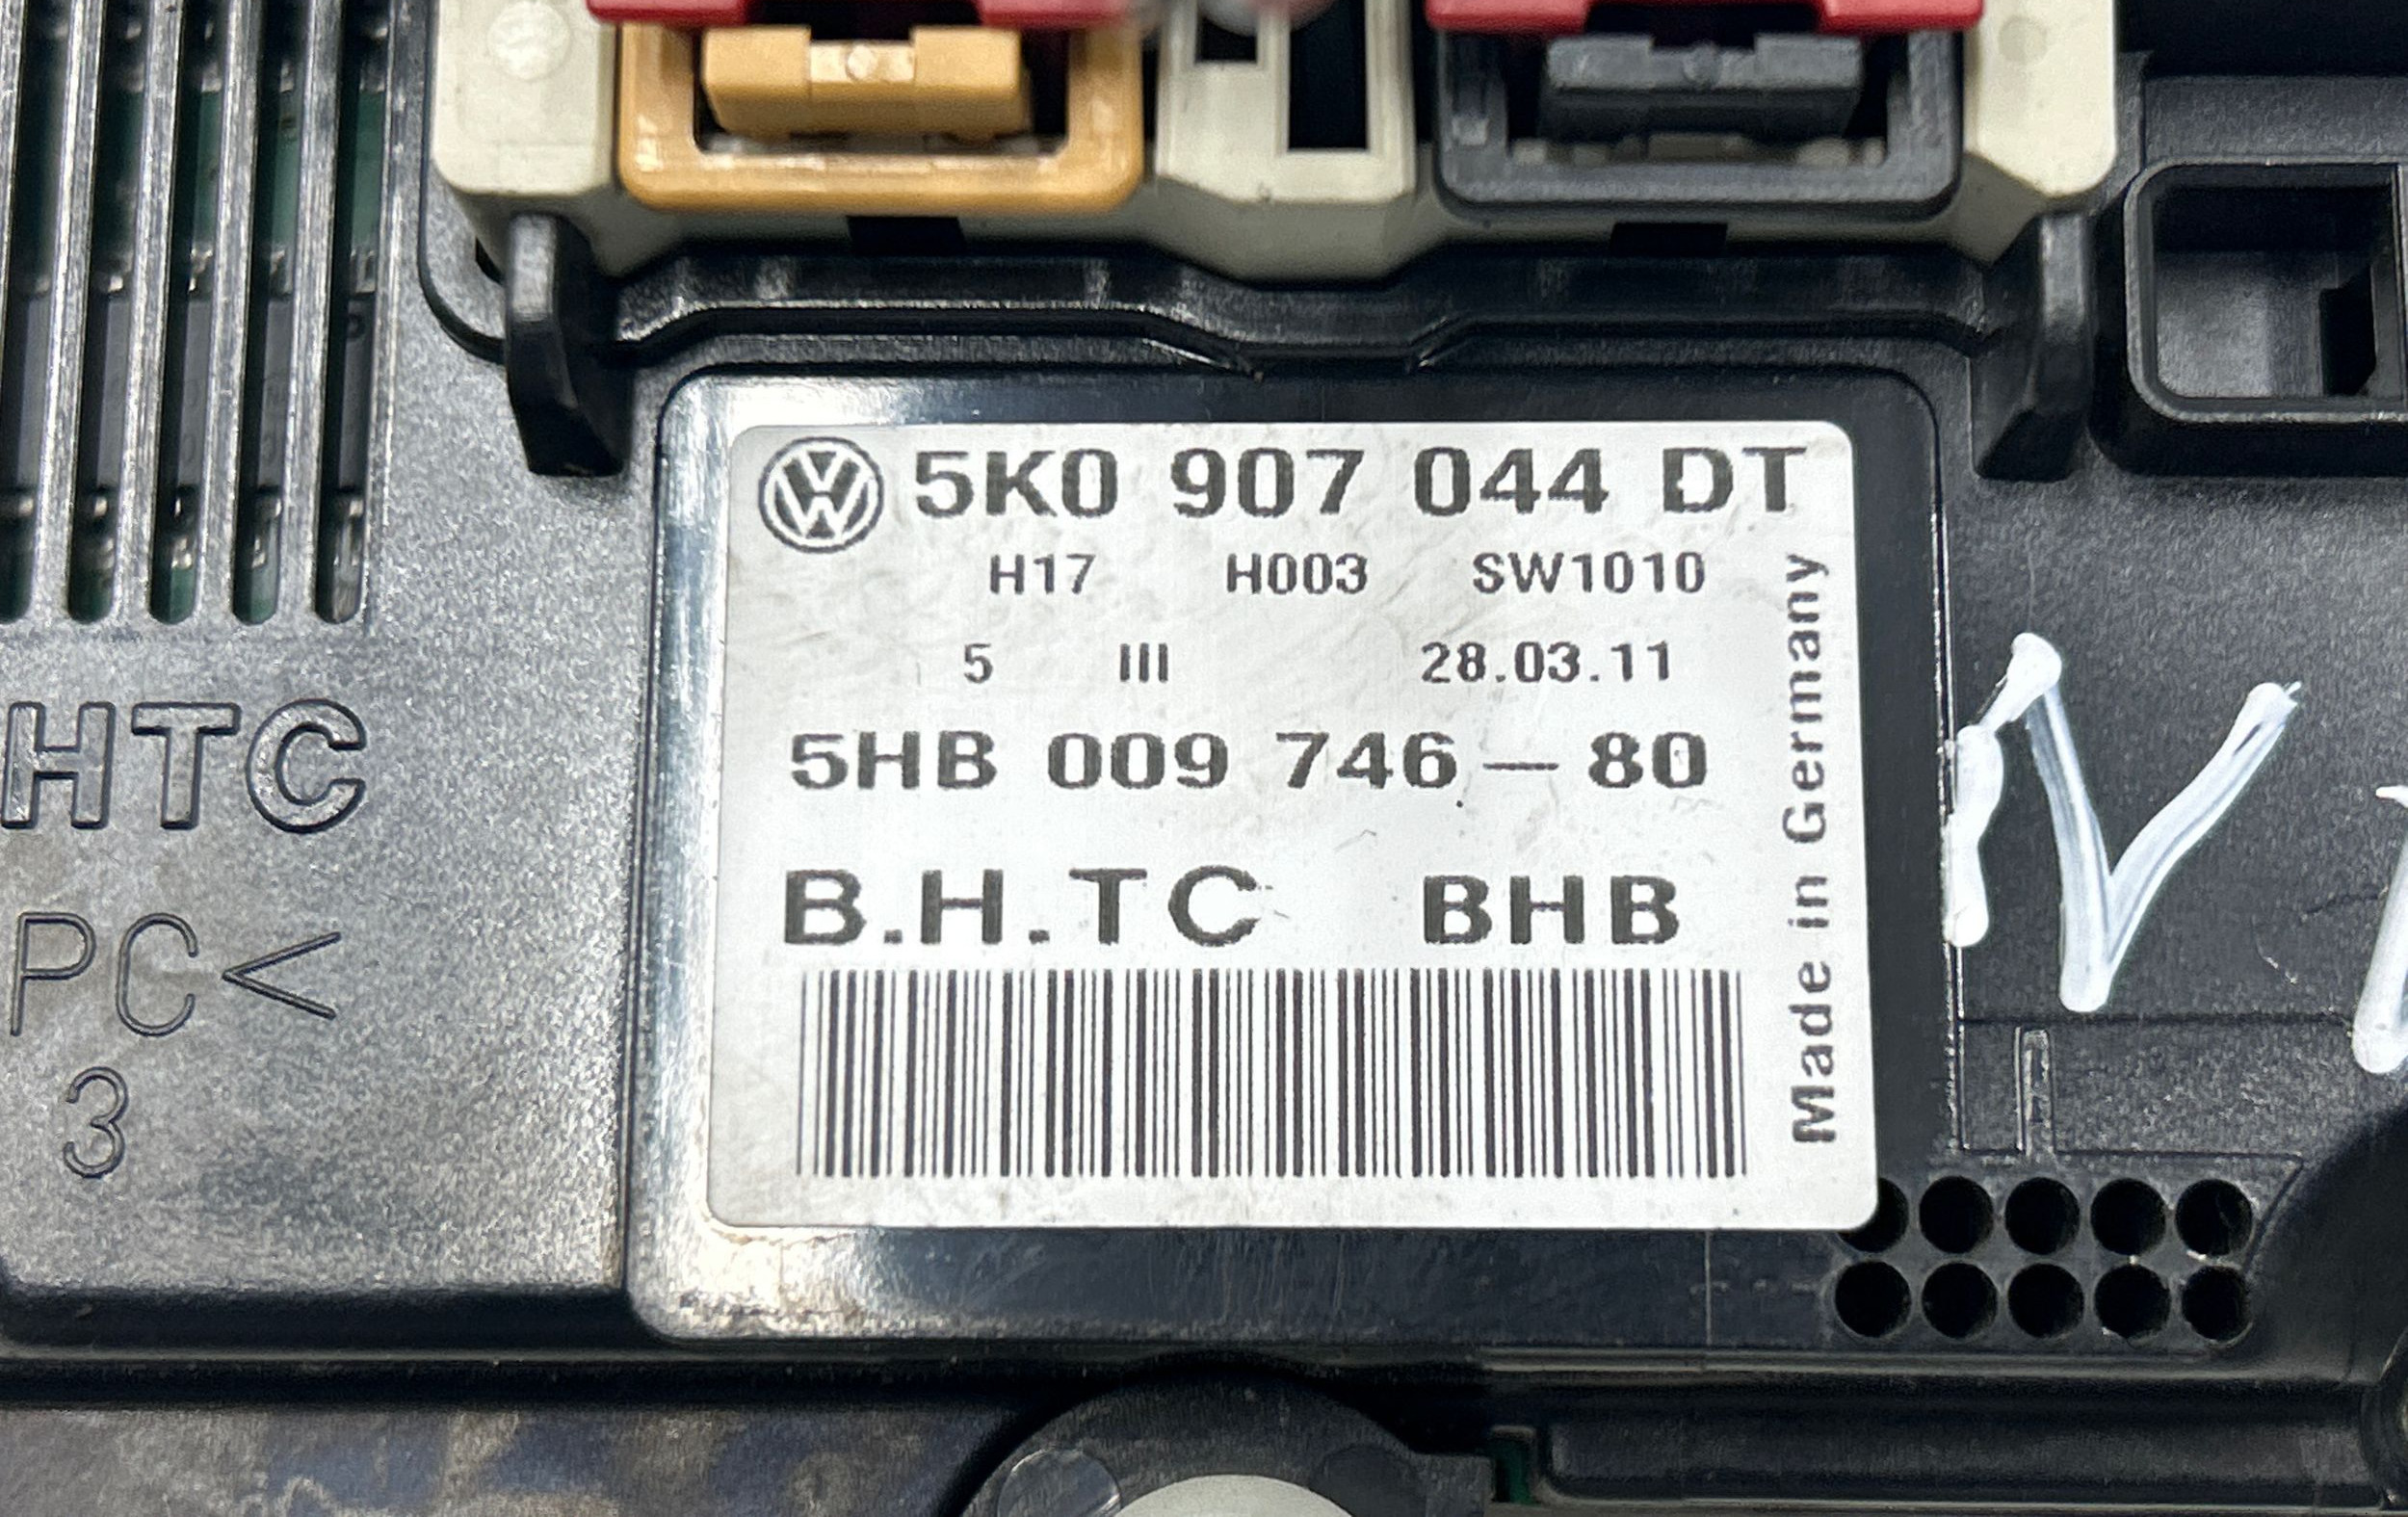 5K0 907 044 DT
H17 H003 SW1010
5 III 28.03.11
5HB 009 746-80
B.H.TC BHB
Made in Germany
HTC
PC<
3
N